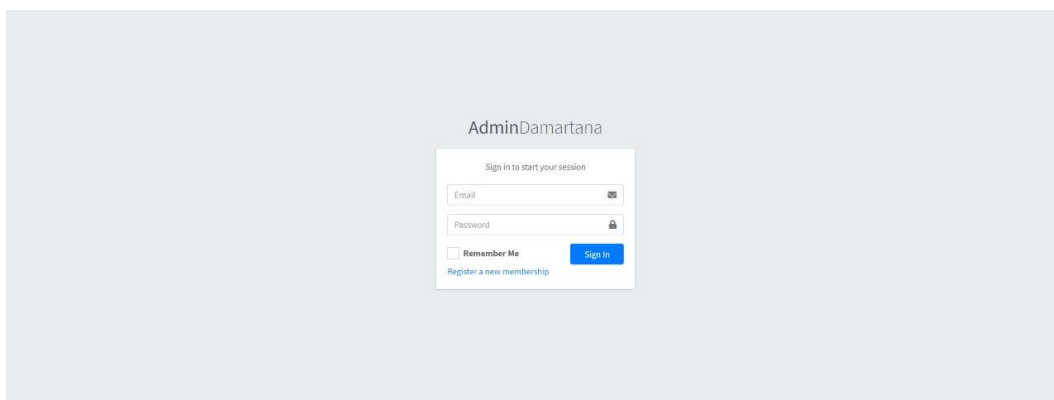 AdminDamartana
Sign in to start your session
Email
Password
Remember Me
Sign In
Register a new membership